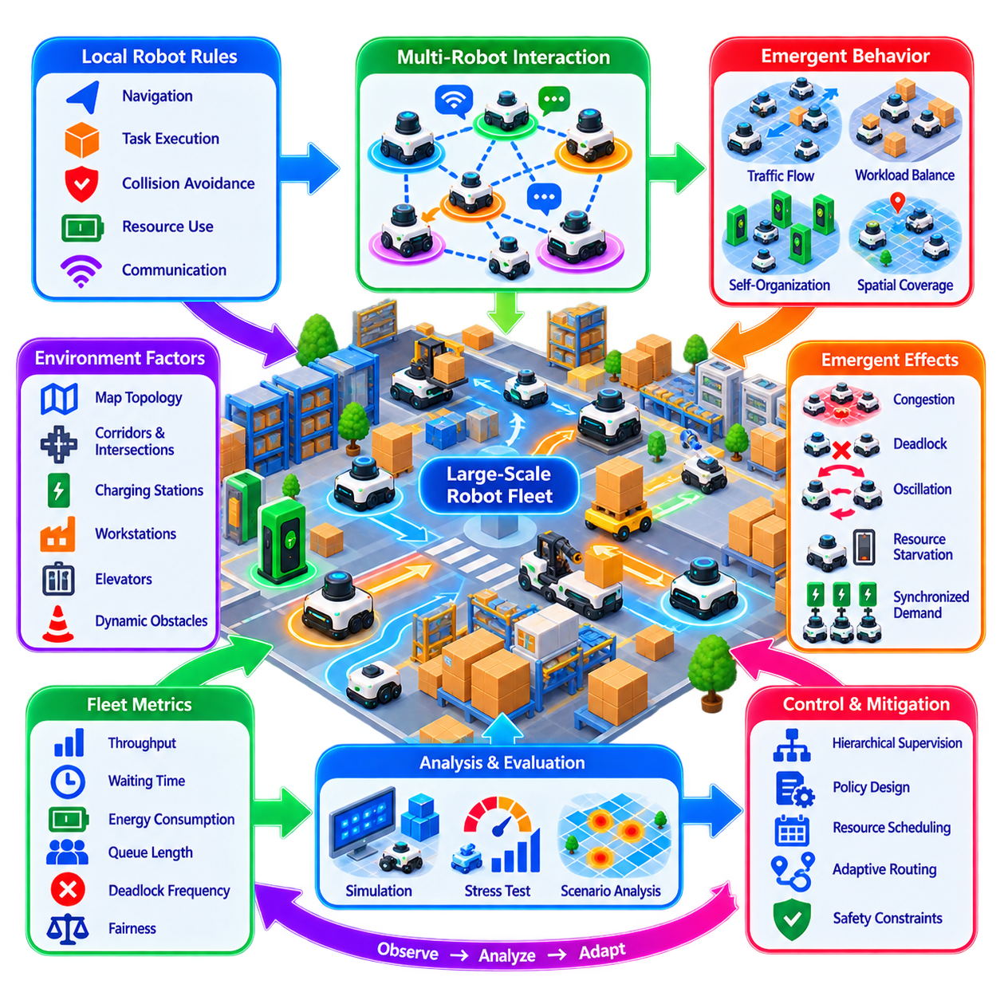 Local Robot Rules
Navigation
Task Execution
Collision Avoidance
Resource Use
Communication
Multi-Robot Interaction
Emergent Behavior
Traffic Flow
Workload Balance
Self-Organization
Spatial Coverage
Environment Factors
Map Topology
Corridors &
Intersections
Charging Stations
Workstations
Elevators
Dynamic Obstacles
Large-Scale
Robot Fleet
Emergent Effects
Congestion
Deadlock
Oscillation
Resource
Starvation
Synchronized
Demand
Fleet Metrics
Throughput
Waiting Time
Energy Consumption
Queue Length
Deadlock Frequency
Fairness
Analysis & Evaluation
Simulation
Stress Test
Scenario Analysis
Control & Mitigation
Hierarchical Supervision
Policy Design
Resource Scheduling
Adaptive Routing
Safety Constraints
Observe → Analyze → Adapt